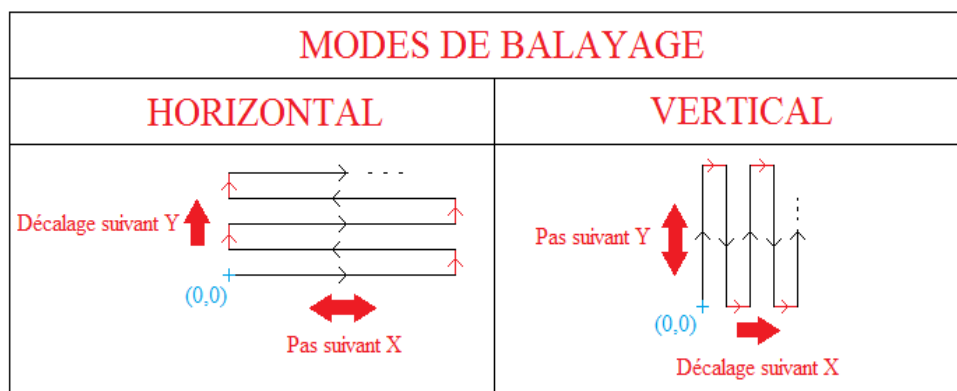 MODES DE BALAYAGE
HORIZONTAL
VERTICAL
Décalage suivant Y
(0,0)
Pas suivant X
Pas suivant Y
(0,0)
Décalage suivant X